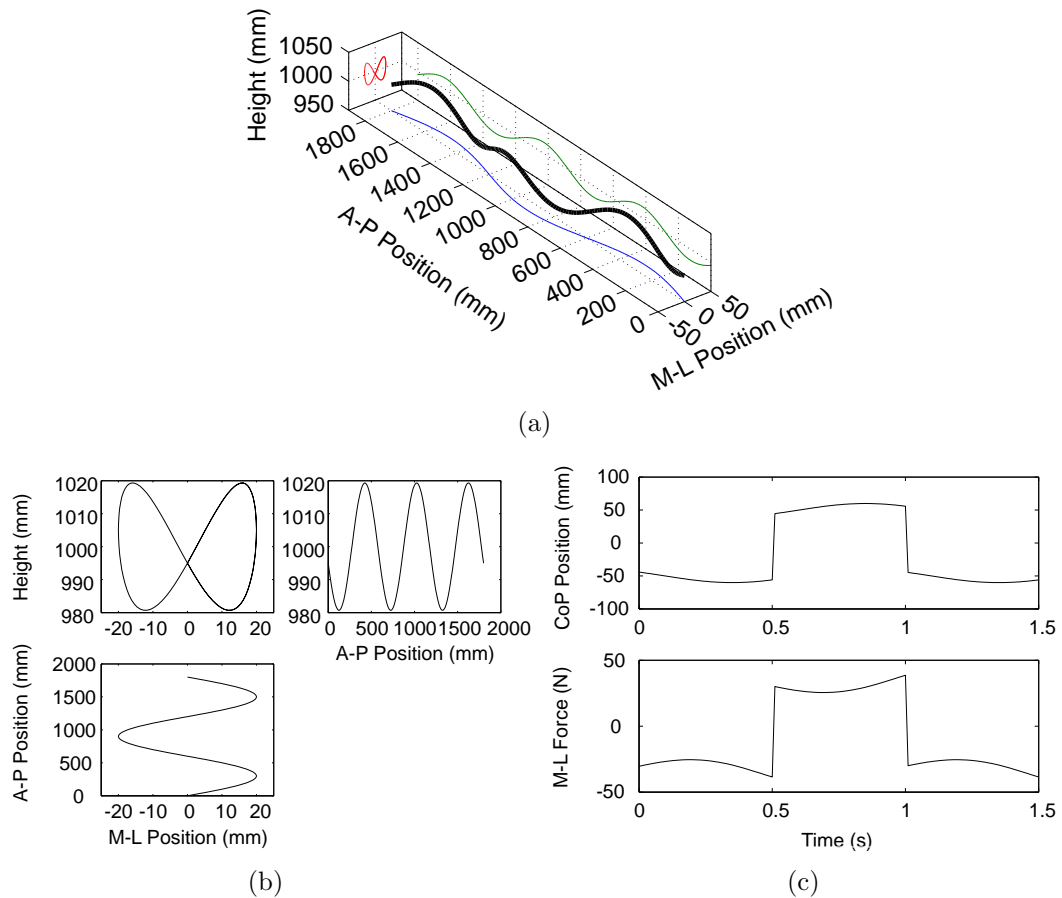 1050
1000
950
Height (mm)
1800
1600
1400
1200
1000
800
600
400
200
0
A-P Position (mm)
-50
0
50
M-L Position (mm)
(a)
1020
1010
1000
990
980
Height (mm)
-20 -10 0 10 20
1020
1010
1000
990
980
0 500 1000 1500 2000
A-P Position (mm)
2000
1500
1000
500
0
A-P Position (mm)
-20 -10 0 10 20
M-L Position (mm)
(b)
100
50
0
-50
-100
CoP Position (mm)
0 0.5 1 1.5
50
0
-50
M-L Force (N)
0 0.5 1 1.5
Time (s)
(c)